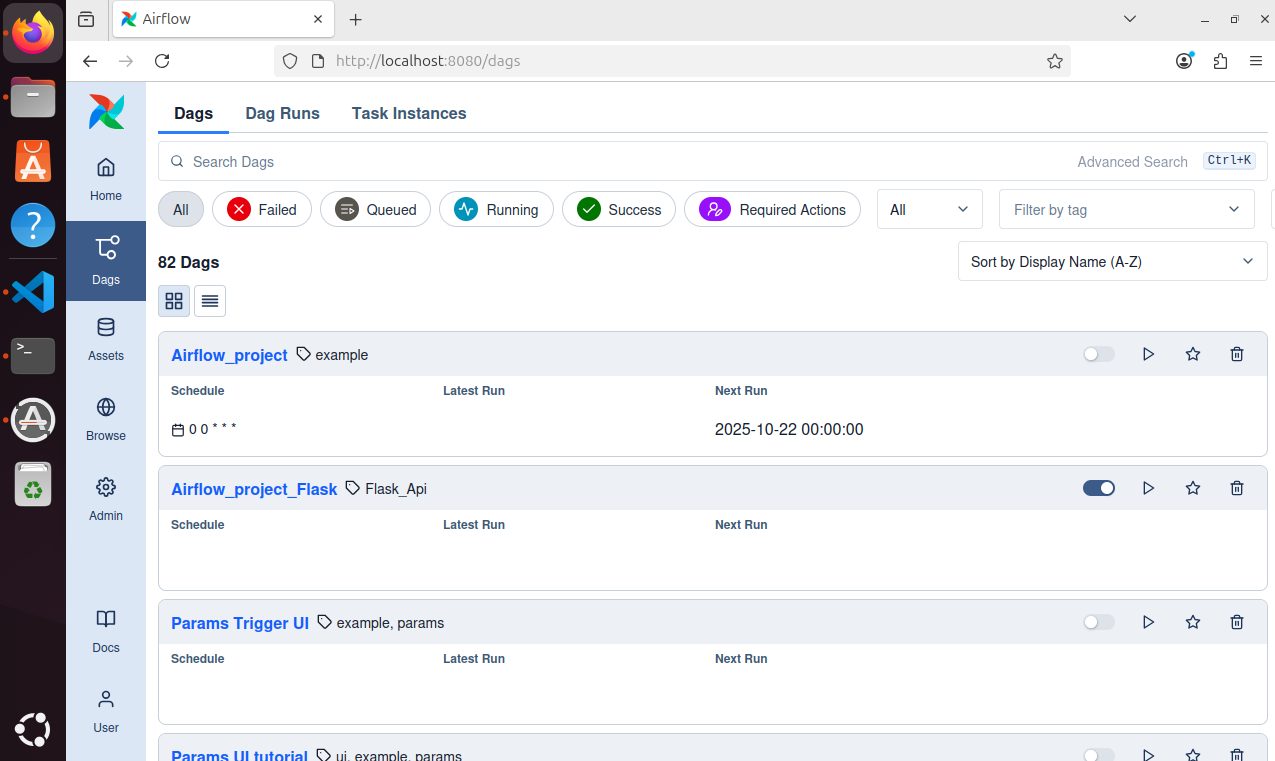 Airflow
http://localhost:8080/dags
Dags Dag Runs Task Instances
Search Dags Advanced Search Ctrl+K
All Failed Queued Running Success Required Actions All Filter by tag
82 Dags Sort by Display Name (A-Z)
Airflow_project example
Schedule Latest Run Next Run
0 0 * * * 2025-10-22 00:00:00
Airflow_project_Flask Flask_Api
Schedule Latest Run Next Run
Params Trigger UI example, params
Schedule Latest Run Next Run
Params UI tutorial ui, example, params
Home
Dags
Assets
Browse
Admin
Docs
User